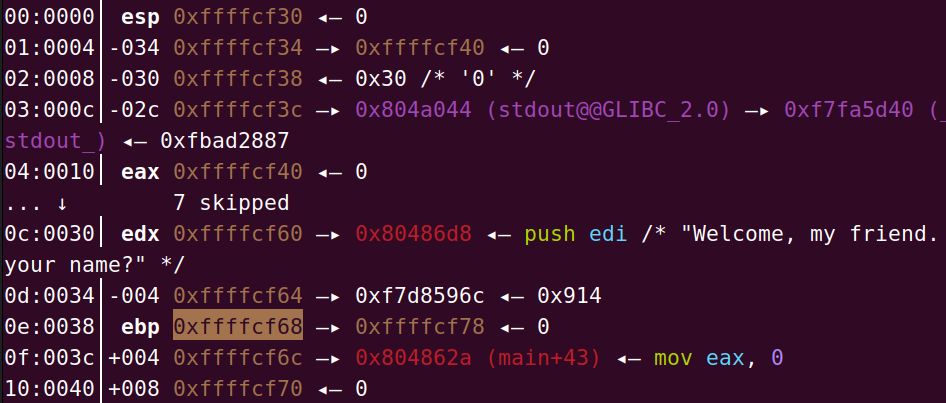 00:0000│ esp 0xffffcf30 ◂— 0
01:0004│-034 0xffffcf34 —▸ 0xffffcf40 ◂— 0
02:0008│-030 0xffffcf38 ◂— 0x30 /* '0' */
03:000c│-02c 0xffffcf3c —▸ 0x804a044 (stdout@@GLIBC_2.0) —▸ 0xf7fa5d40 (_
stdout_) ◂— 0xfbad2887
04:0010│ eax 0xffffcf40 ◂— 0
... ↓ 7 skipped
0c:0030│ edx 0xffffcf60 —▸ 0x80486d8 ◂— push edi /* "Welcome, my friend.
your name?" */
0d:0034│-004 0xffffcf64 —▸ 0xf7d8596c ◂— 0x914
0e:0038│ ebp 0xffffcf68 —▸ 0xffffcf78 ◂— 0
0f:003c│+004 0xffffcf6c —▸ 0x804862a (main+43) ◂— mov eax, 0
10:0040│+008 0xffffcf70 ◂— 0